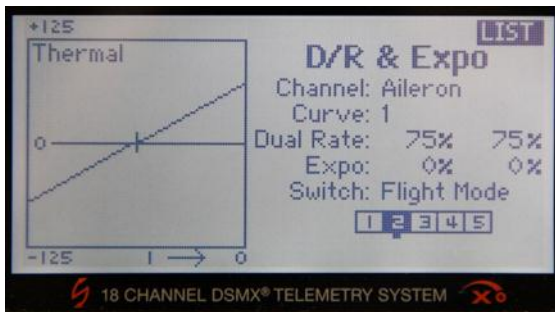 +125
LIST
Thermal
D/R & Expo
Channel: Aileron
Curve: 1
0
Dual Rate: 75% 75%
Expo: 0% 0%
Switch: Flight Mode
1 2 3 4 5
-125 1 → 0
18 CHANNEL DSMX® TELEMETRY SYSTEM